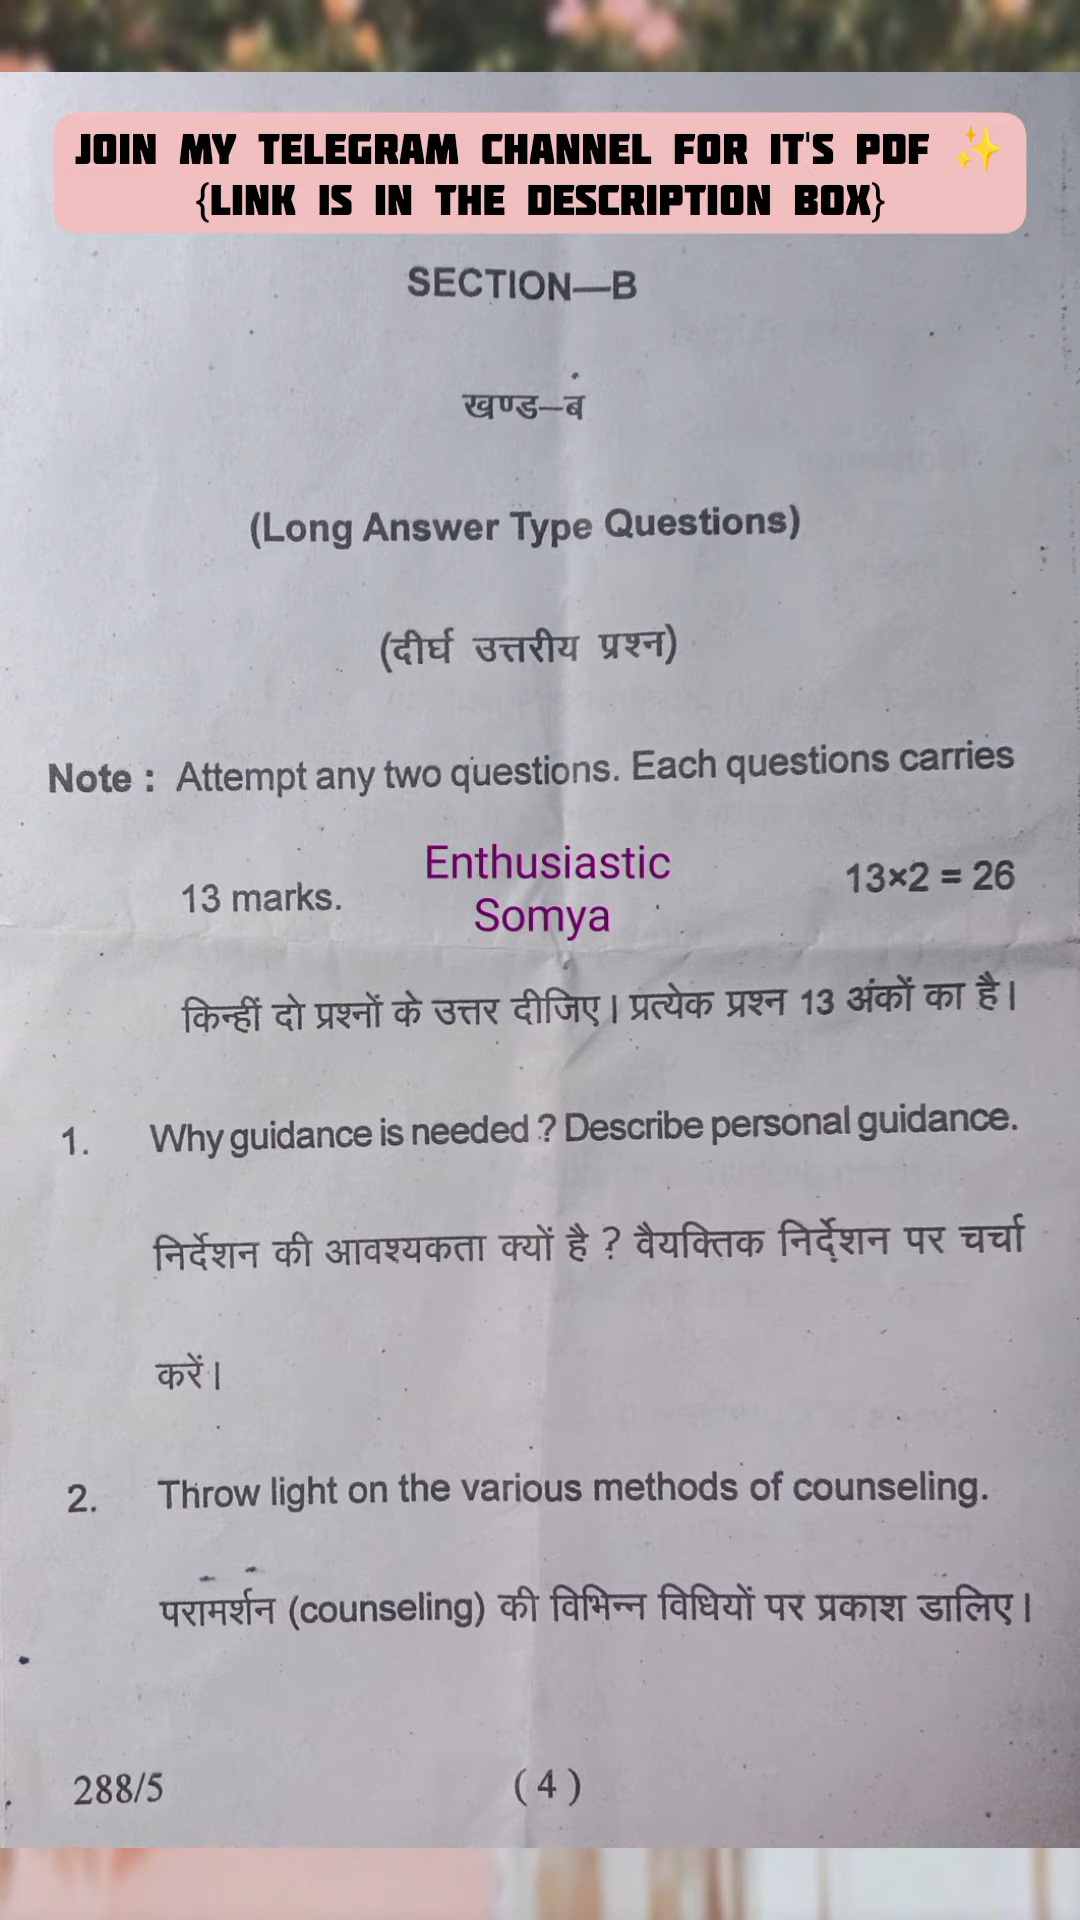 JOIN MY TELEGRAM CHANNEL FOR IT'S PDF ✨
{LINK IS IN THE DESCRIPTION BOX}
SECTION—B
खण्ड–ब
(Long Answer Type Questions)
(दीर्घ उत्तरीय प्रश्न)
Note : Attempt any two questions. Each questions carries
13 marks. 13×2 = 26
Enthusiastic
Somya
किन्हीं दो प्रश्नों के उत्तर दीजिए। प्रत्येक प्रश्न 13 अंकों का है।
1. Why guidance is needed ? Describe personal guidance.
निर्देशन की आवश्यकता क्यों है ? वैयक्तिक निर्देशन पर चर्चा
करें।
2. Throw light on the various methods of counseling.
परामर्शन (counseling) की विभिन्न विधियों पर प्रकाश डालिए।
288/5 ( 4 )